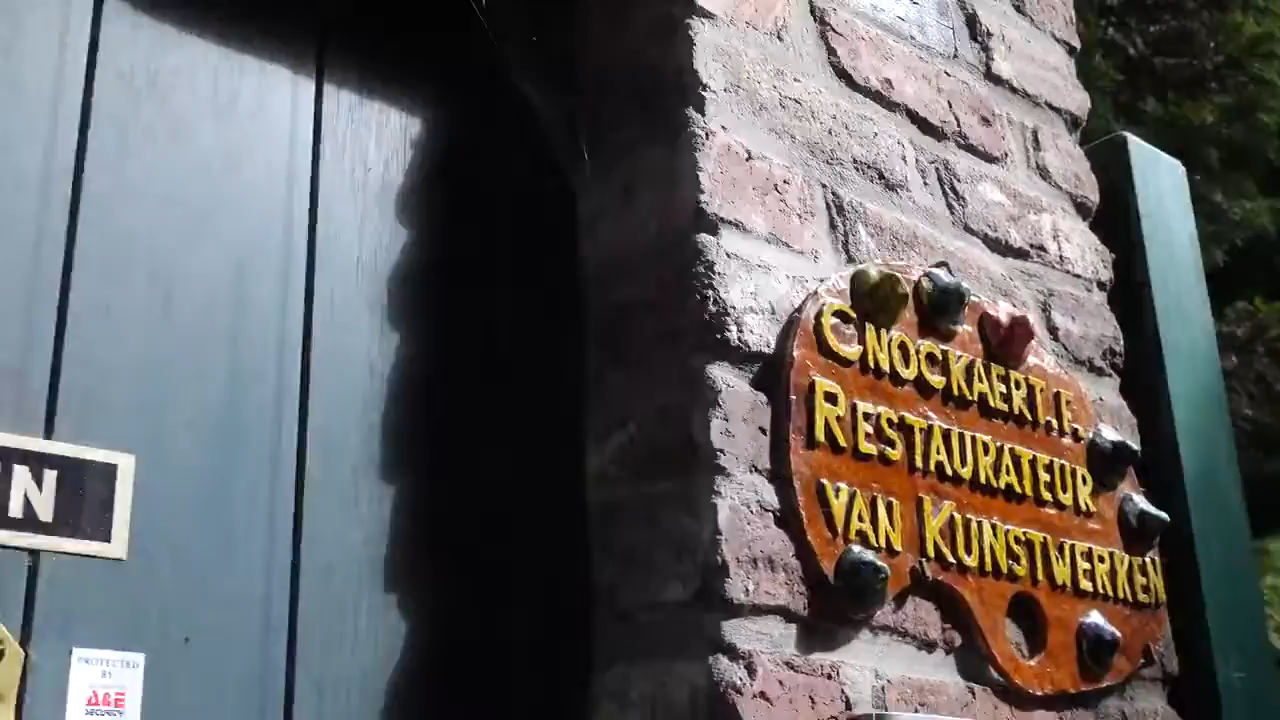 CNOCKAERT.F.
RESTAURATEUR
VAN KUNSTWERKEN
N
PROTECTED
BY
A&E
SECURITY